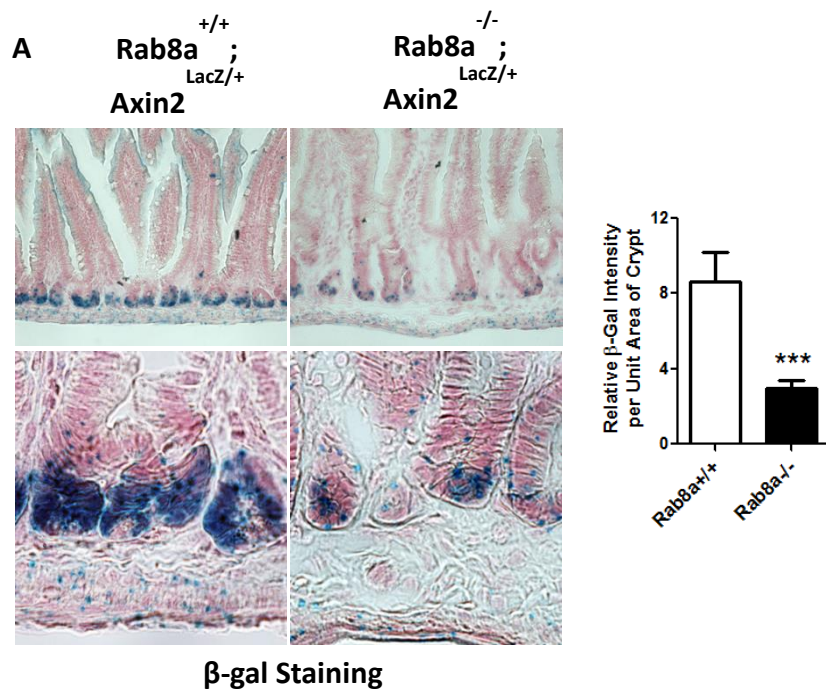 A
Rab8a+/+;
Axin2LacZ/+
Rab8a-/-;
Axin2LacZ/+
β-gal Staining
Relative β-Gal Intensity
per Unit Area of Crypt
12
8
4
0
***
Rab8a+/+
Rab8a-/-